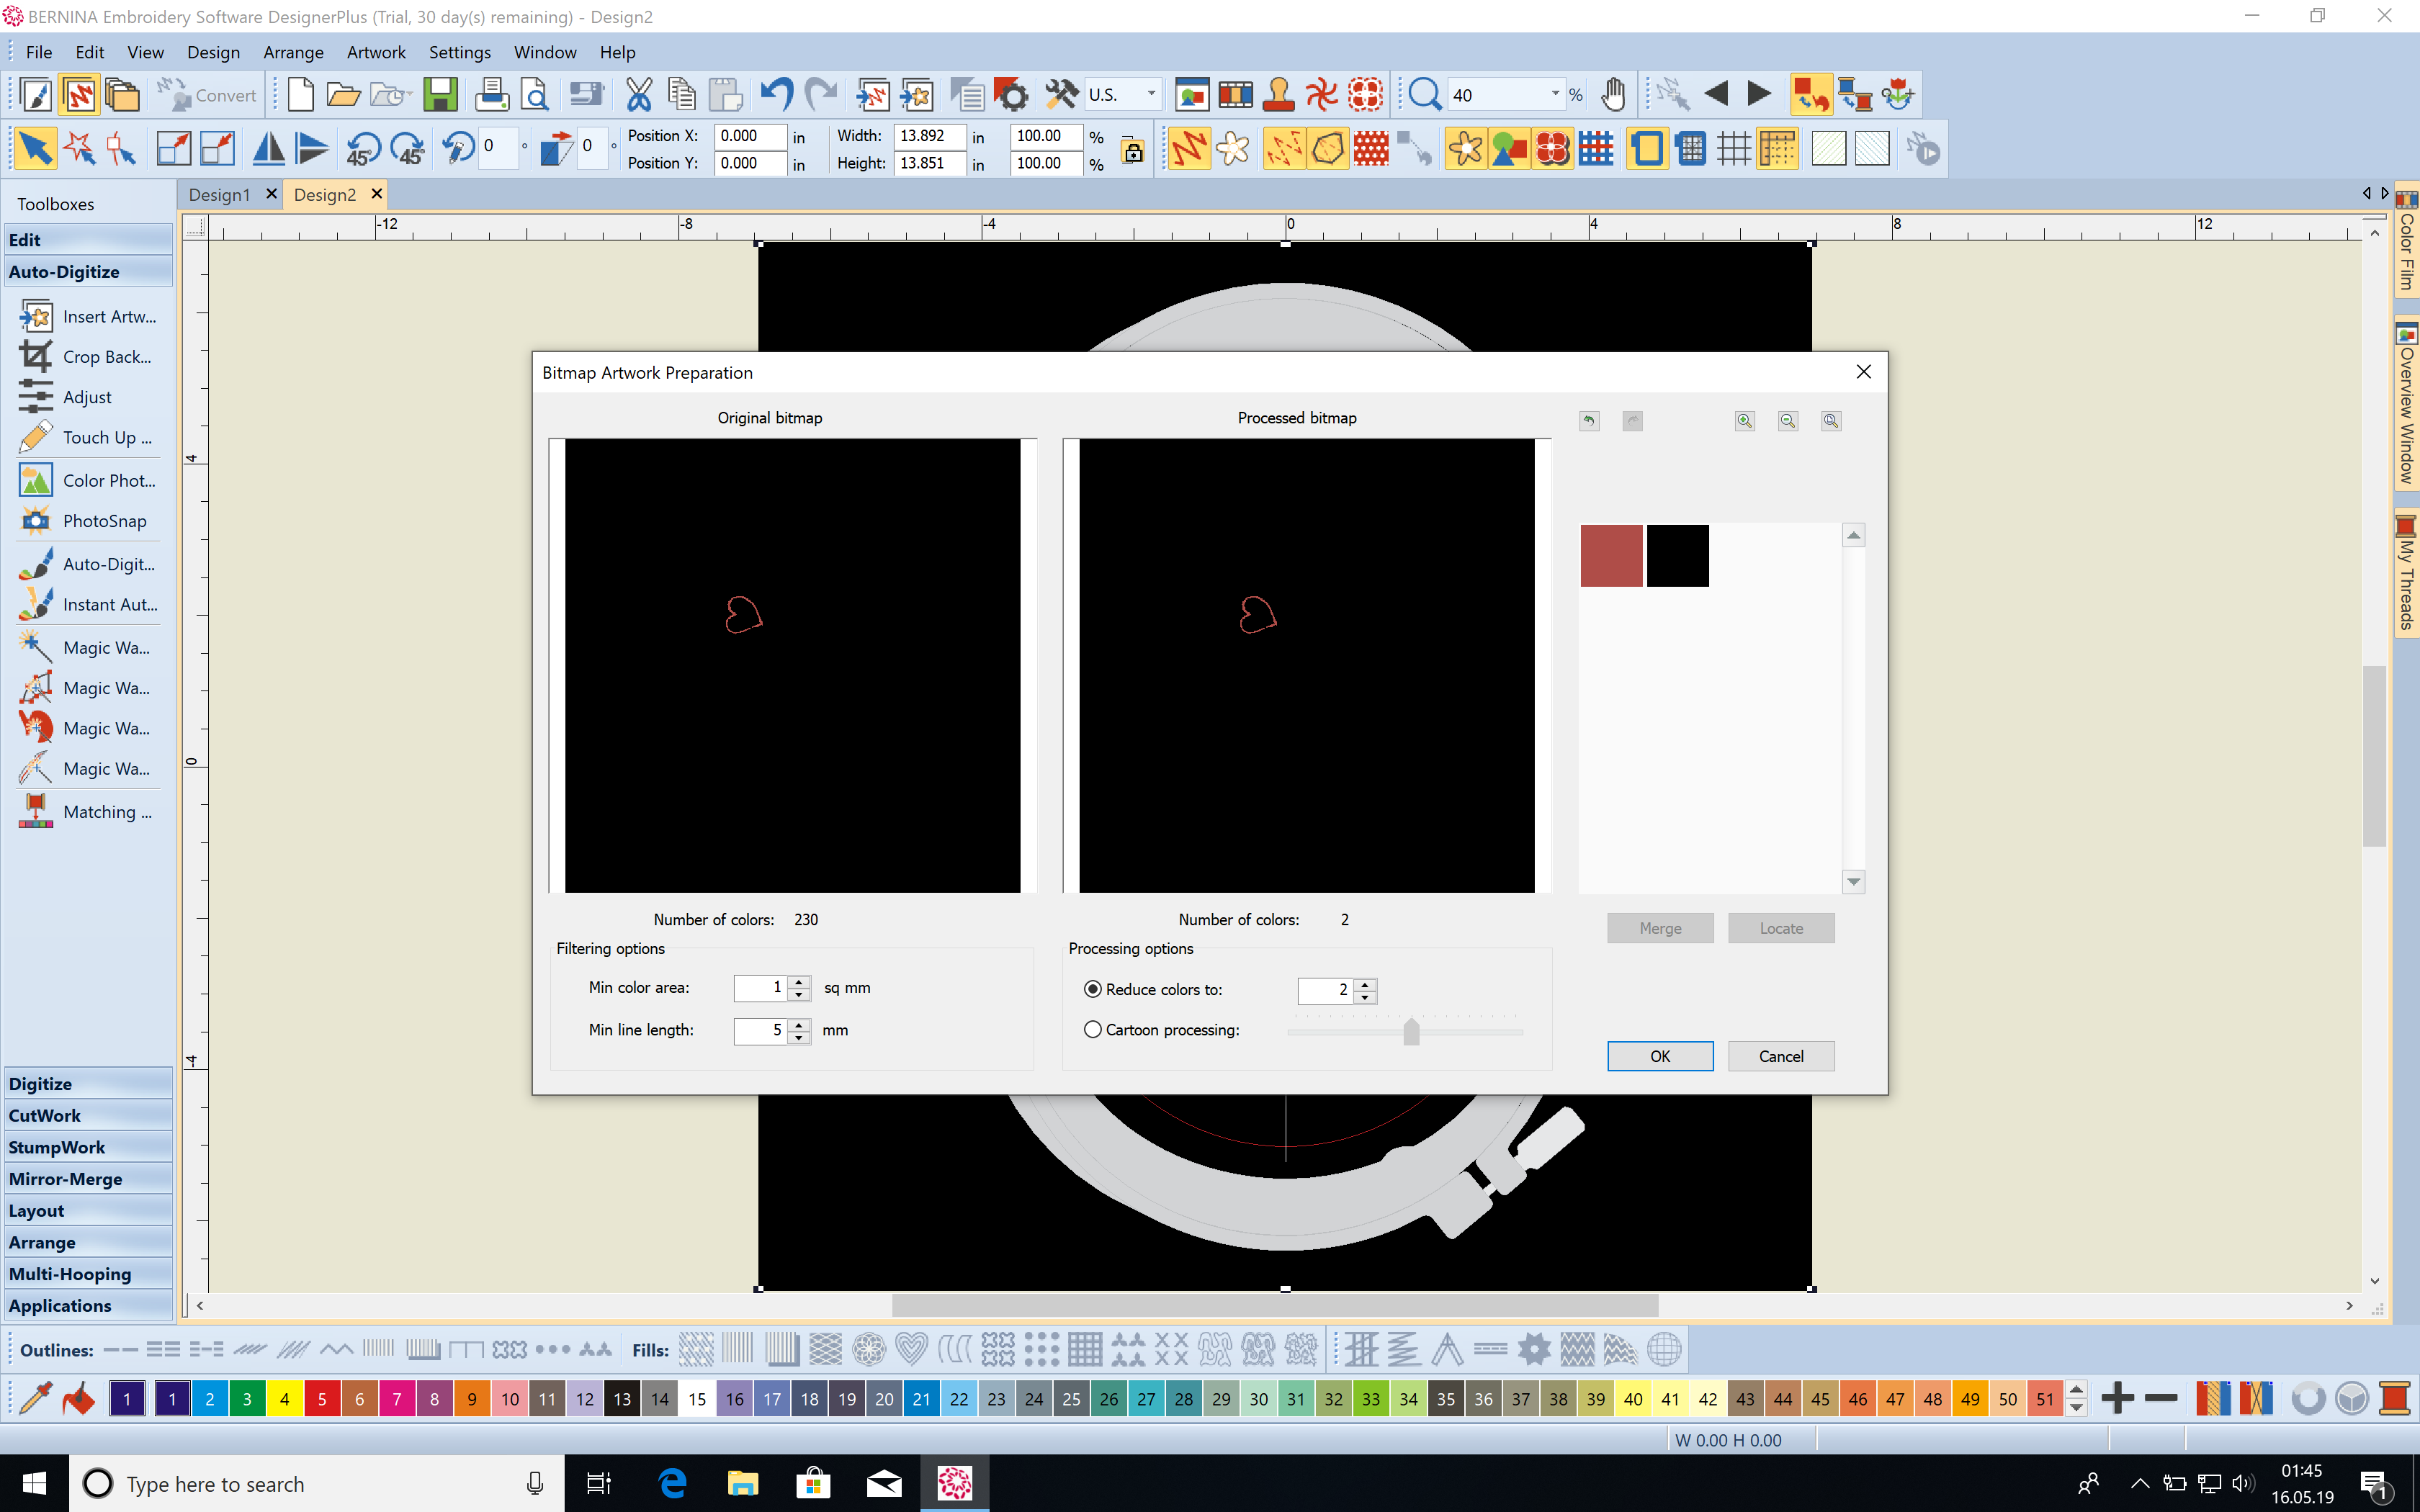 BERNINA Embroidery Software DesignerPlus (Trial, 30 day(s) remaining) - Design2
File Edit View Design Arrange Artwork Settings Window Help
Convert U.S. 40 %
45° 45° 0 ° 0 ° Position X: 0.000 in Width: 13.892 in 100.00 %
Position Y: 0.000 in Height: 13.851 in 100.00 %
Toolboxes Design1 Design2
-12 -8 -4 0 4 8 12
Edit
Auto-Digitize
Insert Artw...
Crop Back...
Adjust
Touch Up ...
Color Phot...
PhotoSnap
Auto-Digit...
Instant Aut...
Magic Wa...
Magic Wa...
Magic Wa...
Magic Wa...
Matching ...
Digitize
CutWork
StumpWork
Mirror-Merge
Layout
Arrange
Multi-Hooping
Applications
4
0
-4
Bitmap Artwork Preparation
Original bitmap Processed bitmap
Number of colors: 230 Number of colors: 2
Merge Locate
Filtering options Processing options
Min color area: 1 sq mm Reduce colors to: 2
Min line length: 5 mm Cartoon processing:
OK Cancel
Color Film
Overview Window
My Threads
Outlines: Fills:
1 1 2 3 4 5 6 7 8 9 10 11 12 13 14 15 16 17 18 19 20 21 22 23 24 25 26 27 28 29 30 31 32 33 34 35 36 37 38 39 40 41 42 43 44 45 46 47 48 49 50 51
W 0.00 H 0.00
Type here to search
01:45
16.05.19
1